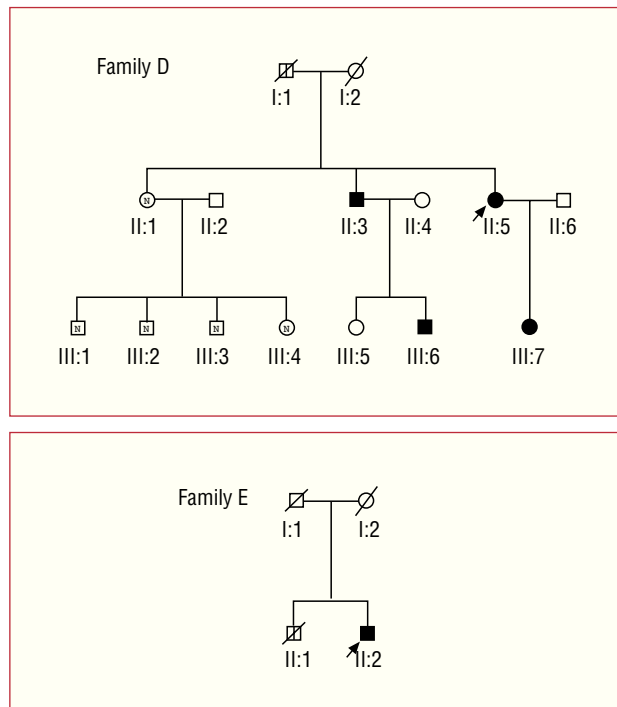 Family D
I:1 I:2
N
II:1 II:2 II:3 II:4 II:5 II:6
N N N N
III:1 III:2 III:3 III:4 III:5 III:6 III:7
Family E
I:1 I:2
II:1 II:2